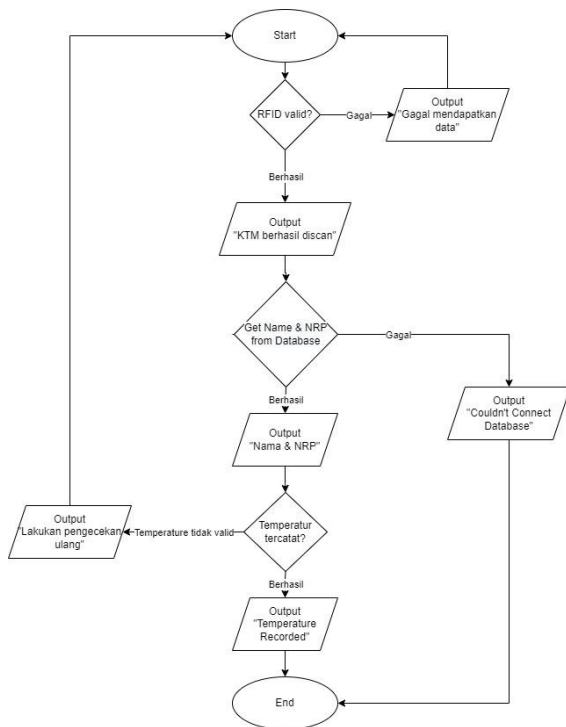 Start
RFID valid?
Gagal
Output
"Gagal mendapatkan
data"
Berhasil
Output
"KTM berhasil discan"
Get Name & NRP
from Database
Gagal
Output
"Couldn't Connect
Database"
Berhasil
Output
"Nama & NRP"
Temperatur
tercatat?
Temperature tidak valid
Output
"Lakukan pengecekan
ulang"
Berhasil
Output
"Temperature
Recorded"
End